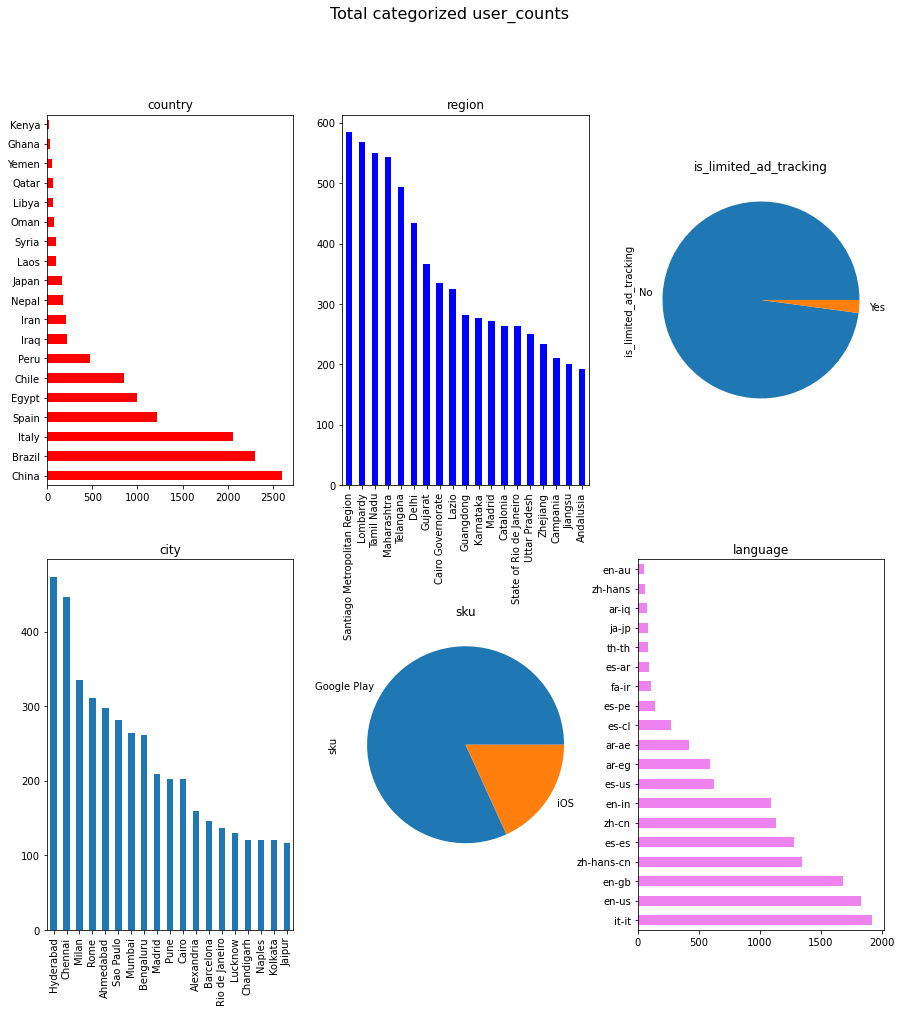 Total categorized user_counts
country
Kenya
Ghana
Yemen
Qatar
Libya
Oman
Syria
Laos
Japan
Nepal
Iran
Iraq
Peru
Chile
Egypt
Spain
Italy
Brazil
China
0 500 1000 1500 2000 2500
region
600
500
400
300
200
100
0
Santiago Metropolitan Region
Lombardy
Tamil Nadu
Maharashtra
Telangana
Delhi
Gujarat
Cairo Governorate
Lazio
Guangdong
Karnataka
Madrid
Catalonia
State of Rio de Janeiro
Uttar Pradesh
Zhejiang
Campania
Jiangsu
Andalusia
is_limited_ad_tracking
is_limited_ad_tracking
No
Yes
city
400
300
200
100
0
Hyderabad
Chennai
Milan
Rome
Ahmedabad
Sao Paulo
Mumbai
Bengaluru
Madrid
Pune
Cairo
Alexandria
Barcelona
Rio de Janeiro
Lucknow
Chandigarh
Naples
Kolkata
Jaipur
sku
Google Play
sku
iOS
language
en-au
zh-hans
ar-iq
ja-jp
th-th
es-ar
fa-ir
es-pe
es-cl
ar-ae
ar-eg
es-us
en-in
zh-cn
es-es
zh-hans-cn
en-gb
en-us
it-it
0 500 1000 1500 2000